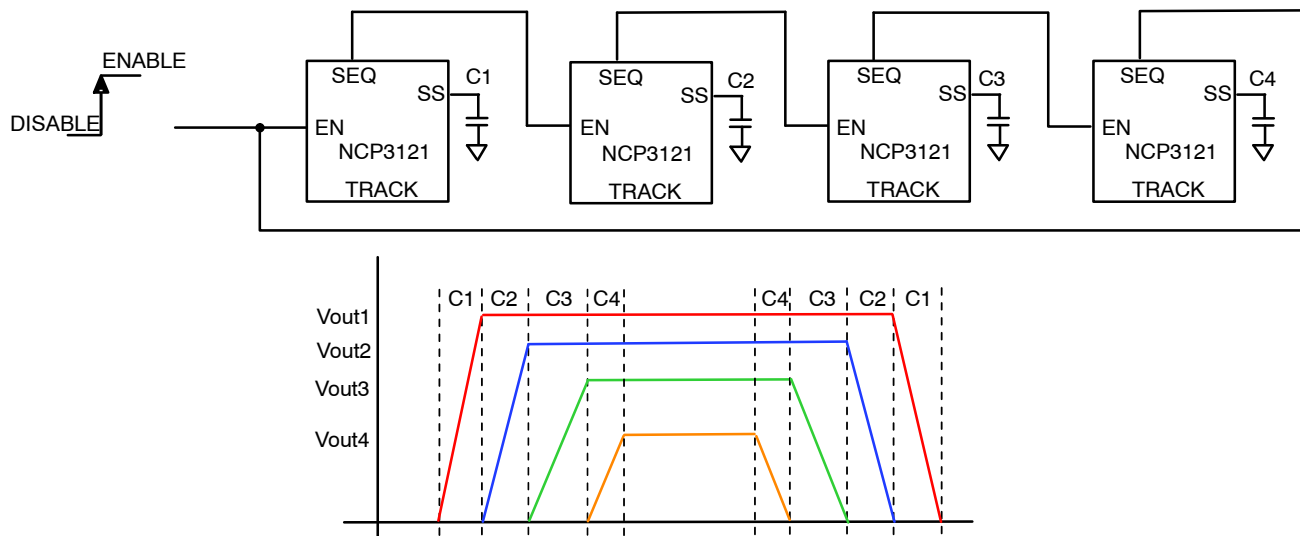 ENABLE
DISABLE
SEQ
SS
C1
EN
NCP3121
TRACK
SEQ
SS
C2
EN
NCP3121
TRACK
SEQ
SS
C3
EN
NCP3121
TRACK
SEQ
SS
C4
EN
NCP3121
TRACK
C1 C2 C3 C4 C4 C3 C2 C1
Vout1
Vout2
Vout3
Vout4